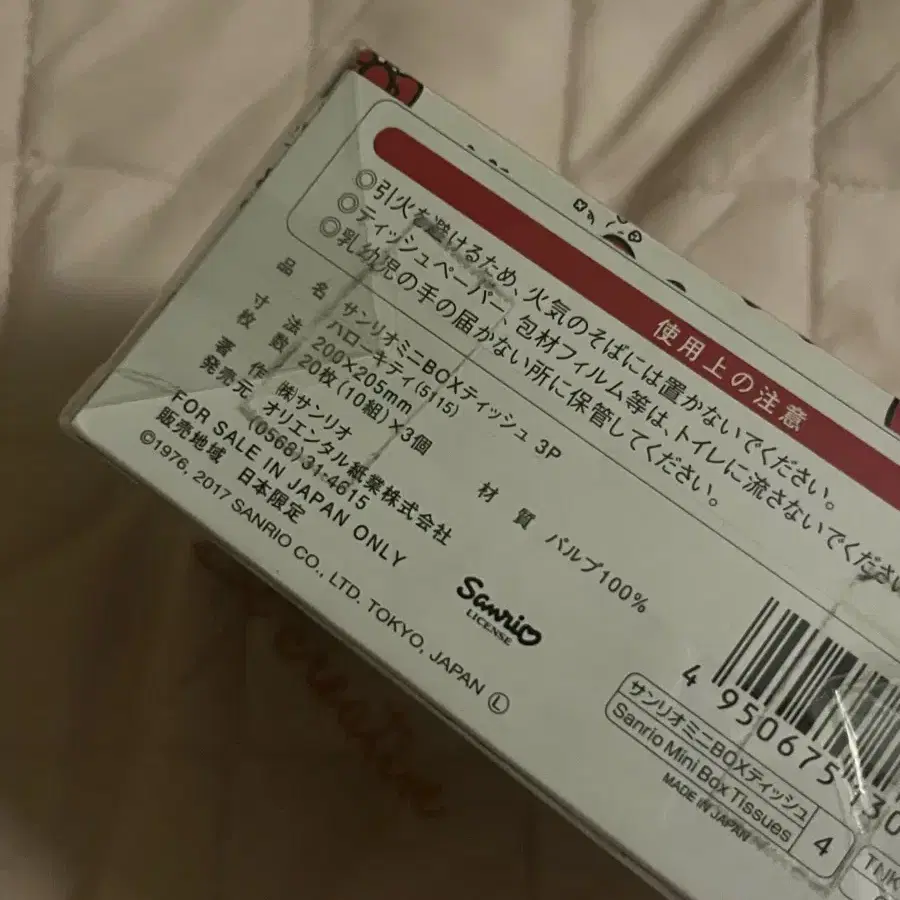 使用上の注意
◎引火を避けるため、火気のそばには置かないでください。
◎ティッシュペーパー、包材フィルム等は、トイレに流さないでください
◎乳幼児の手の届かない所に保管してください。
品 名 サンリオミニBOXティッシュ 3P
ハローキティ(5115)
寸 法 200×205mm
枚 数 20枚(10組)×3個
材 質 パルプ100%
著 作 ㈱サンリオ
発売元 オリエンタル紙業株式会社
(0568)31-4615
FOR SALE IN JAPAN ONLY
販売地域 日本限定
©1976, 2017 SANRIO CO., LTD. TOKYO, JAPAN Ⓛ
Sanrio
LICENSE
4 950675 130
サンリオミニBOXティッシュ
Sanrio Mini Box Tissues
4
MADE IN JAPAN
TNK